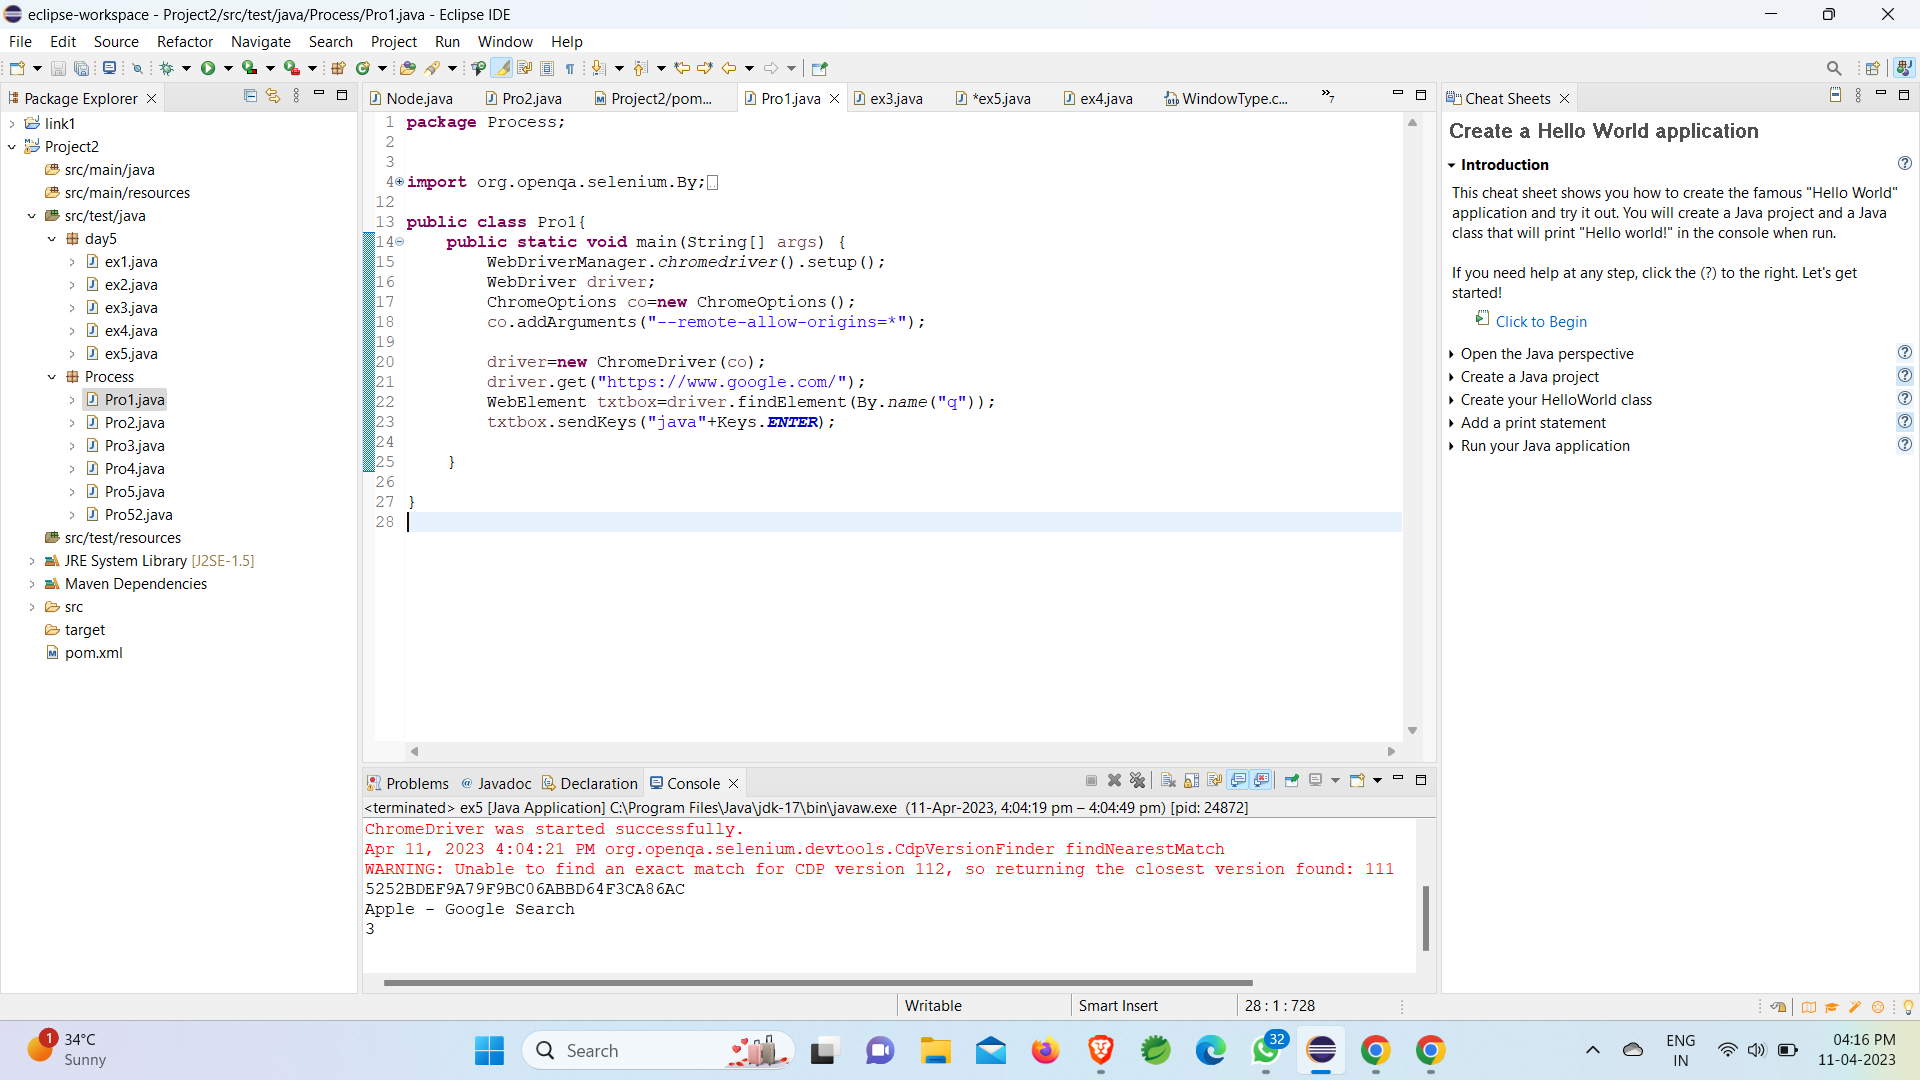 eclipse-workspace - Project2/src/test/java/Process/Pro1.java - Eclipse IDE
File Edit Source Refactor Navigate Search Project Run Window Help
Package Explorer
link1
Project2
src/main/java
src/main/resources
src/test/java
day5
ex1.java
ex2.java
ex3.java
ex4.java
ex5.java
Process
Pro1.java
Pro2.java
Pro3.java
Pro4.java
Pro5.java
Pro52.java
src/test/resources
JRE System Library [J2SE-1.5]
Maven Dependencies
src
target
pom.xml
Node.java Pro2.java Project2/pom... Pro1.java ex3.java *ex5.java ex4.java WindowType.c... »7
1 package Process;
2
3
4 import org.openqa.selenium.By;
12
13 public class Pro1{
14 public static void main(String[] args) {
15 WebDriverManager.chromedriver().setup();
16 WebDriver driver;
17 ChromeOptions co=new ChromeOptions();
18 co.addArguments("--remote-allow-origins=*");
19
20 driver=new ChromeDriver(co);
21 driver.get("https://www.google.com/");
22 WebElement txtbox=driver.findElement(By.name("q"));
23 txtbox.sendKeys("java"+Keys.ENTER);
24
25 }
26
27 }
28
Problems @ Javadoc Declaration Console
<terminated> ex5 [Java Application] C:\Program Files\Java\jdk-17\bin\javaw.exe (11-Apr-2023, 4:04:19 pm – 4:04:49 pm) [pid: 24872]
ChromeDriver was started successfully.
Apr 11, 2023 4:04:21 PM org.openqa.selenium.devtools.CdpVersionFinder findNearestMatch
WARNING: Unable to find an exact match for CDP version 112, so returning the closest version found: 111
5252BDEF9A79F9BC06ABBD64F3CA86AC
Apple - Google Search
3
Cheat Sheets
Create a Hello World application
Introduction
This cheat sheet shows you how to create the famous "Hello World"
application and try it out. You will create a Java project and a Java
class that will print "Hello world!" in the console when run.
If you need help at any step, click the (?) to the right. Let's get
started!
Click to Begin
Open the Java perspective
Create a Java project
Create your HelloWorld class
Add a print statement
Run your Java application
Writable Smart Insert 28 : 1 : 728
1
34°C
Sunny
Search
32
ENG
IN
04:16 PM
11-04-2023